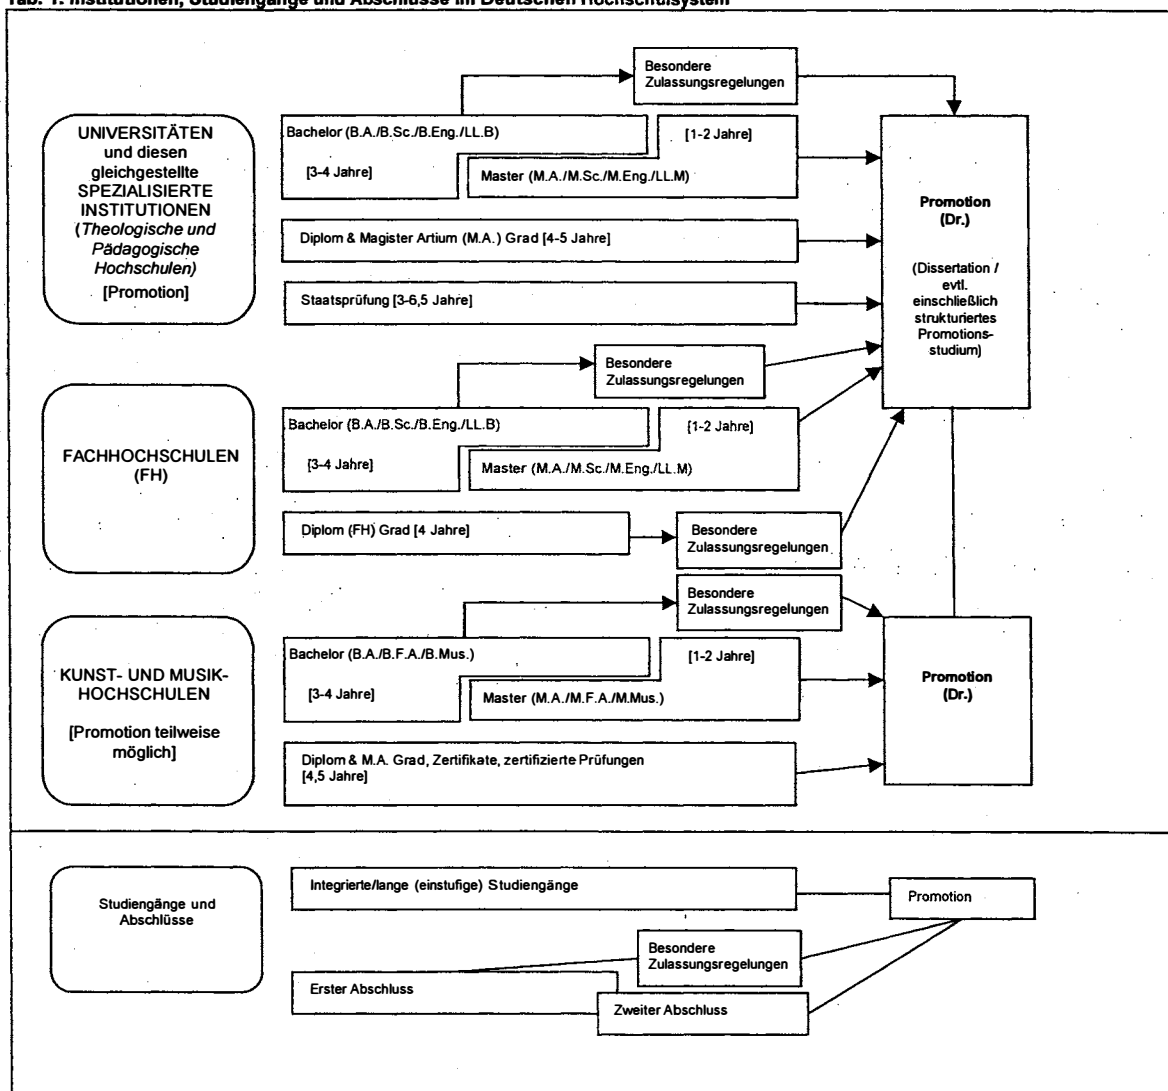 Tab. 1: Institutionen, Studiengänge und Abschlüsse im Deutschen Hochschulsystem
Besondere
Zulassungsregelungen
UNIVERSITÄTEN
und diesen
gleichgestellte
SPEZIALISIERTE
INSTITUTIONEN
(Theologische und
Pädagogische
Hochschulen)
[Promotion]
Bachelor (B.A./B.Sc./B.Eng./LL.B)
[3-4 Jahre]
[1-2 Jahre]
Master (M.A./M.Sc./M.Eng./LL.M)
Diplom & Magister Artium (M.A.) Grad [4-5 Jahre]
Staatsprüfung [3-6,5 Jahre]
Promotion
(Dr.)
(Dissertation /
evtl.
einschließlich
strukturiertes
Promotions-
studium)
Besondere
Zulassungsregelungen
FACHHOCHSCHULEN
(FH)
Bachelor (B.A./B.Sc./B.Eng./LL.B)
[3-4 Jahre]
[1-2 Jahre]
Master (M.A./M.Sc./M.Eng./LL.M)
Diplom (FH) Grad [4 Jahre]
Besondere
Zulassungsregelungen
Besondere
Zulassungsregelungen
KUNST- UND MUSIK-
HOCHSCHULEN
[Promotion teilweise
möglich]
Bachelor (B.A./B.F.A./B.Mus.)
[3-4 Jahre]
[1-2 Jahre]
Master (M.A./M.F.A./M.Mus.)
Diplom & M.A. Grad, Zertifikate, zertifizierte Prüfungen
[4,5 Jahre]
Promotion
(Dr.)
Studiengänge und
Abschlüsse
Integrierte/lange (einstufige) Studiengänge
Promotion
Besondere
Zulassungsregelungen
Erster Abschluss
Zweiter Abschluss